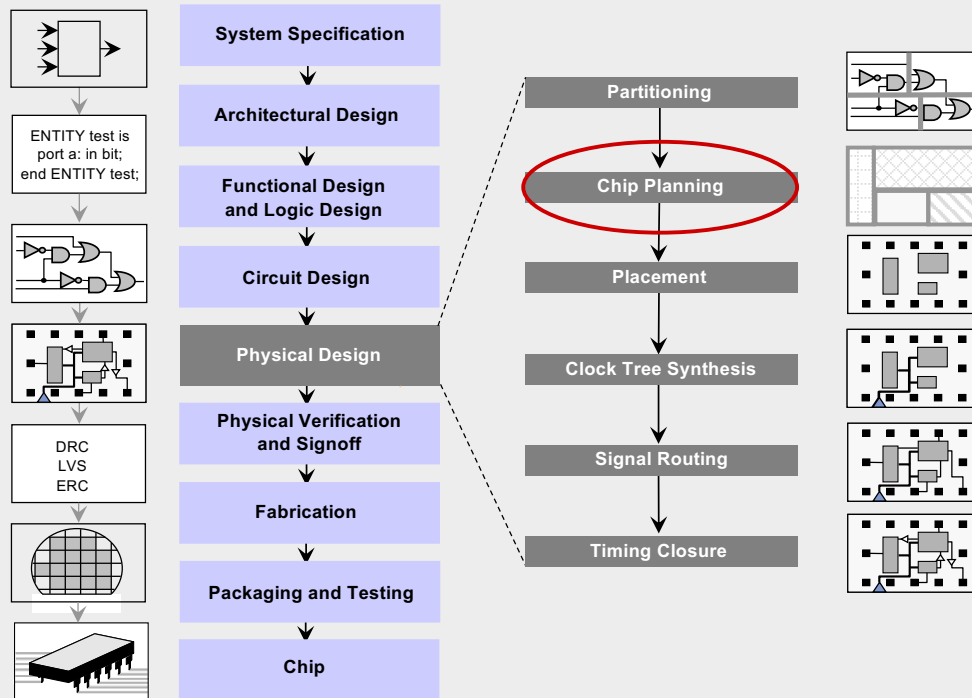 ENTITY test is
port a: in bit;
end ENTITY test;
DRC
LVS
ERC
System Specification
Architectural Design
Functional Design
and Logic Design
Circuit Design
Physical Design
Physical Verification
and Signoff
Fabrication
Packaging and Testing
Chip
Partitioning
Chip Planning
Placement
Clock Tree Synthesis
Signal Routing
Timing Closure